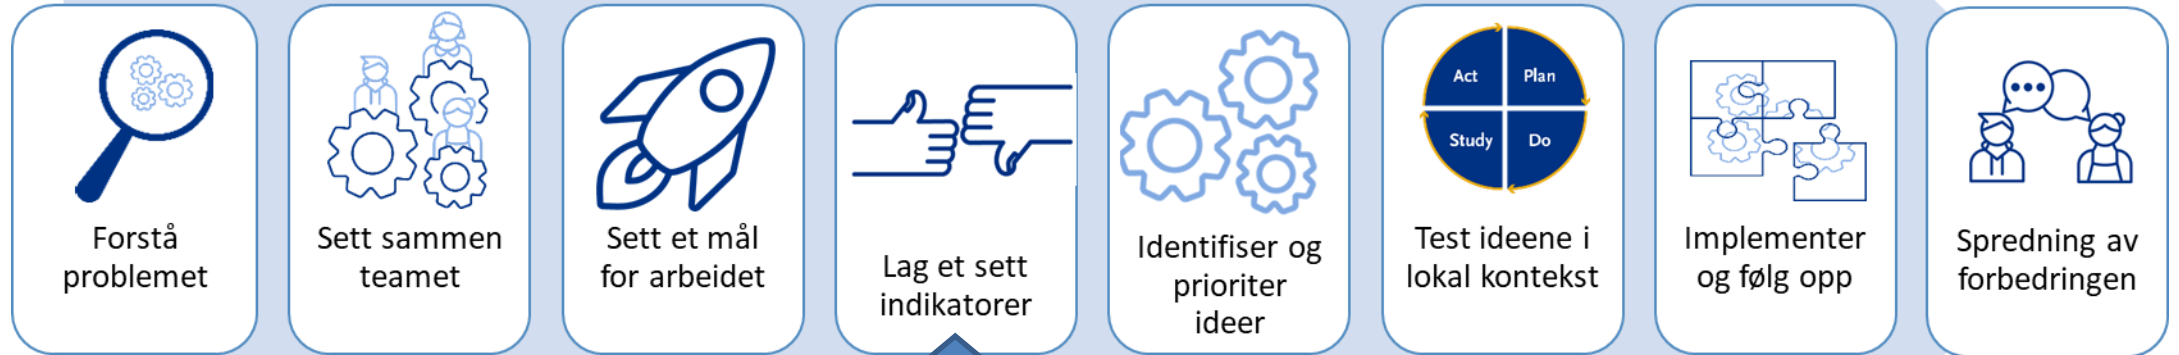 Forstå
problemet
Sett sammen
teamet
Sett et mål
for arbeidet
Lag et sett
indikatorer
Identifiser og
prioriter
ideer
Act
Plan
Study
Do
Test ideene i
lokal kontekst
Implementer
og følg opp
Spredning av
forbedringen